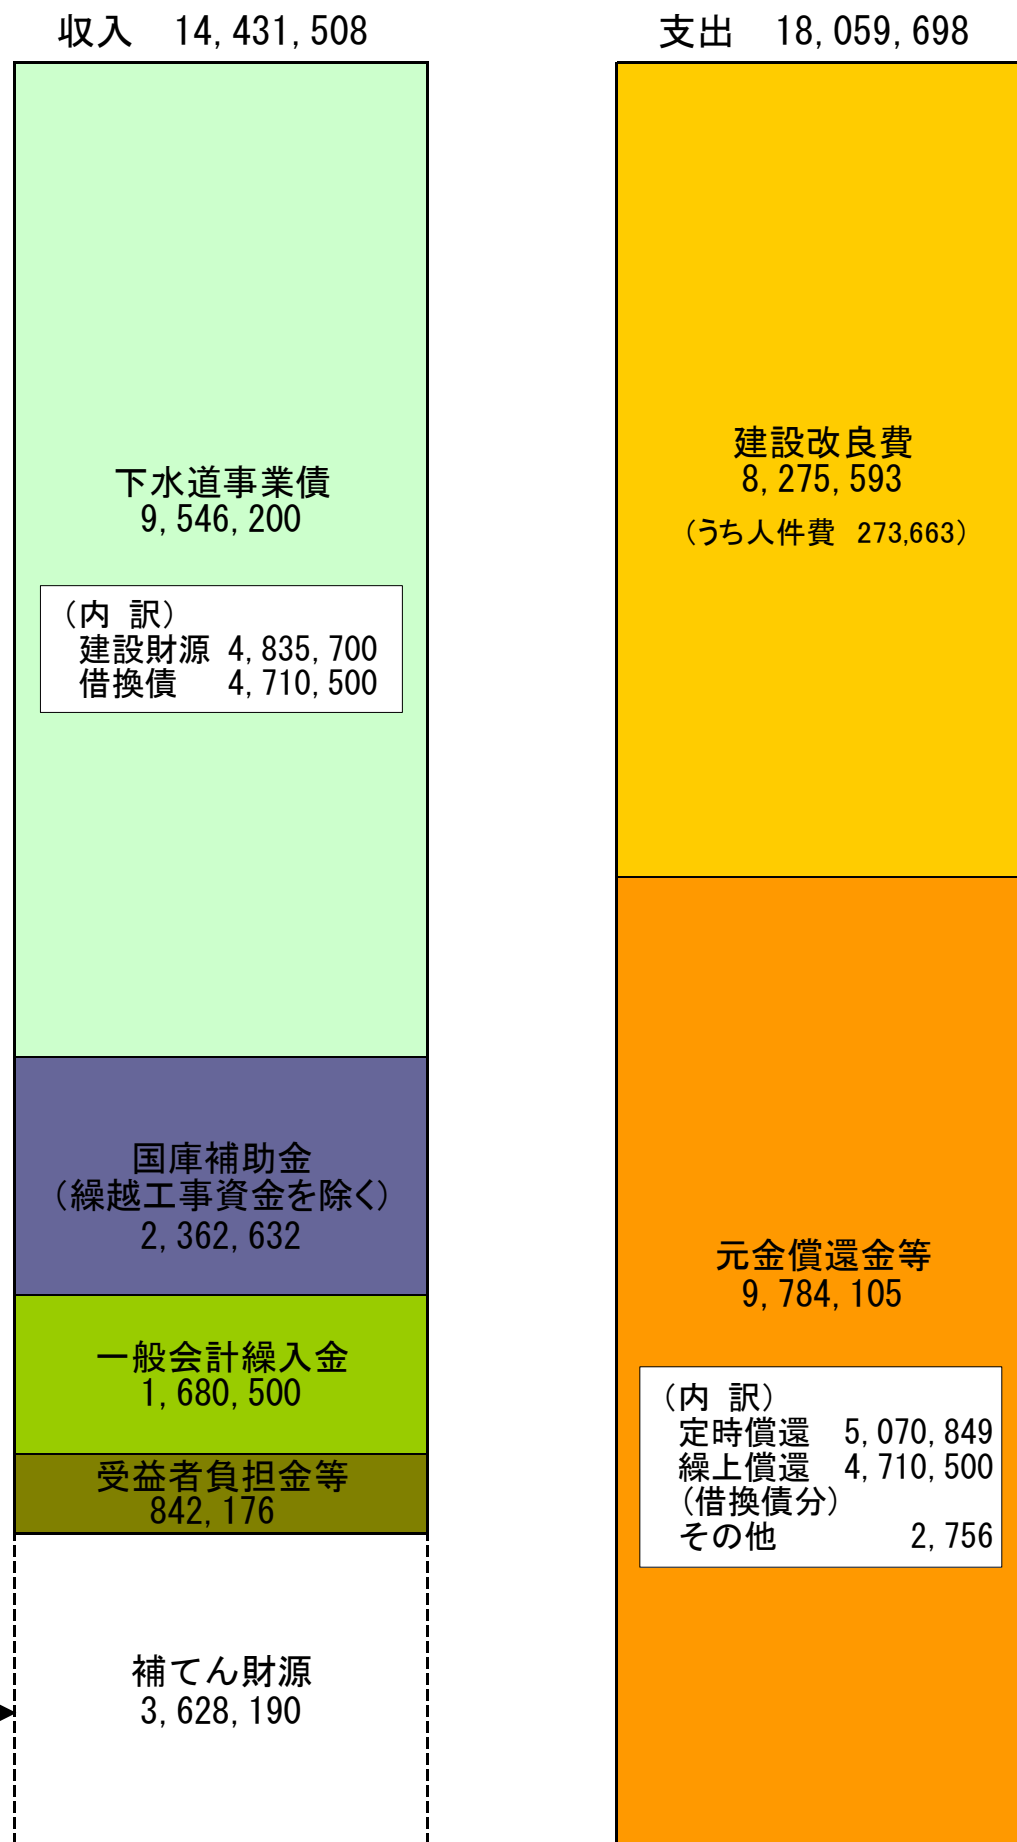 収入　14,431,508
下水道事業債
9,546,200
（内 訳）
建設財源 4,835,700
借換債 4,710,500
国庫補助金
（繰越工事資金を除く）
2,362,632
一般会計繰入金
1,680,500
受益者負担金等
842,176
補てん財源
3,628,190
支出　18,059,698
建設改良費
8,275,593
（うち人件費 273,663）
元金償還金等
9,784,105
（内 訳）
定時償還 5,070,849
繰上償還 4,710,500
（借換債分）
その他 2,756